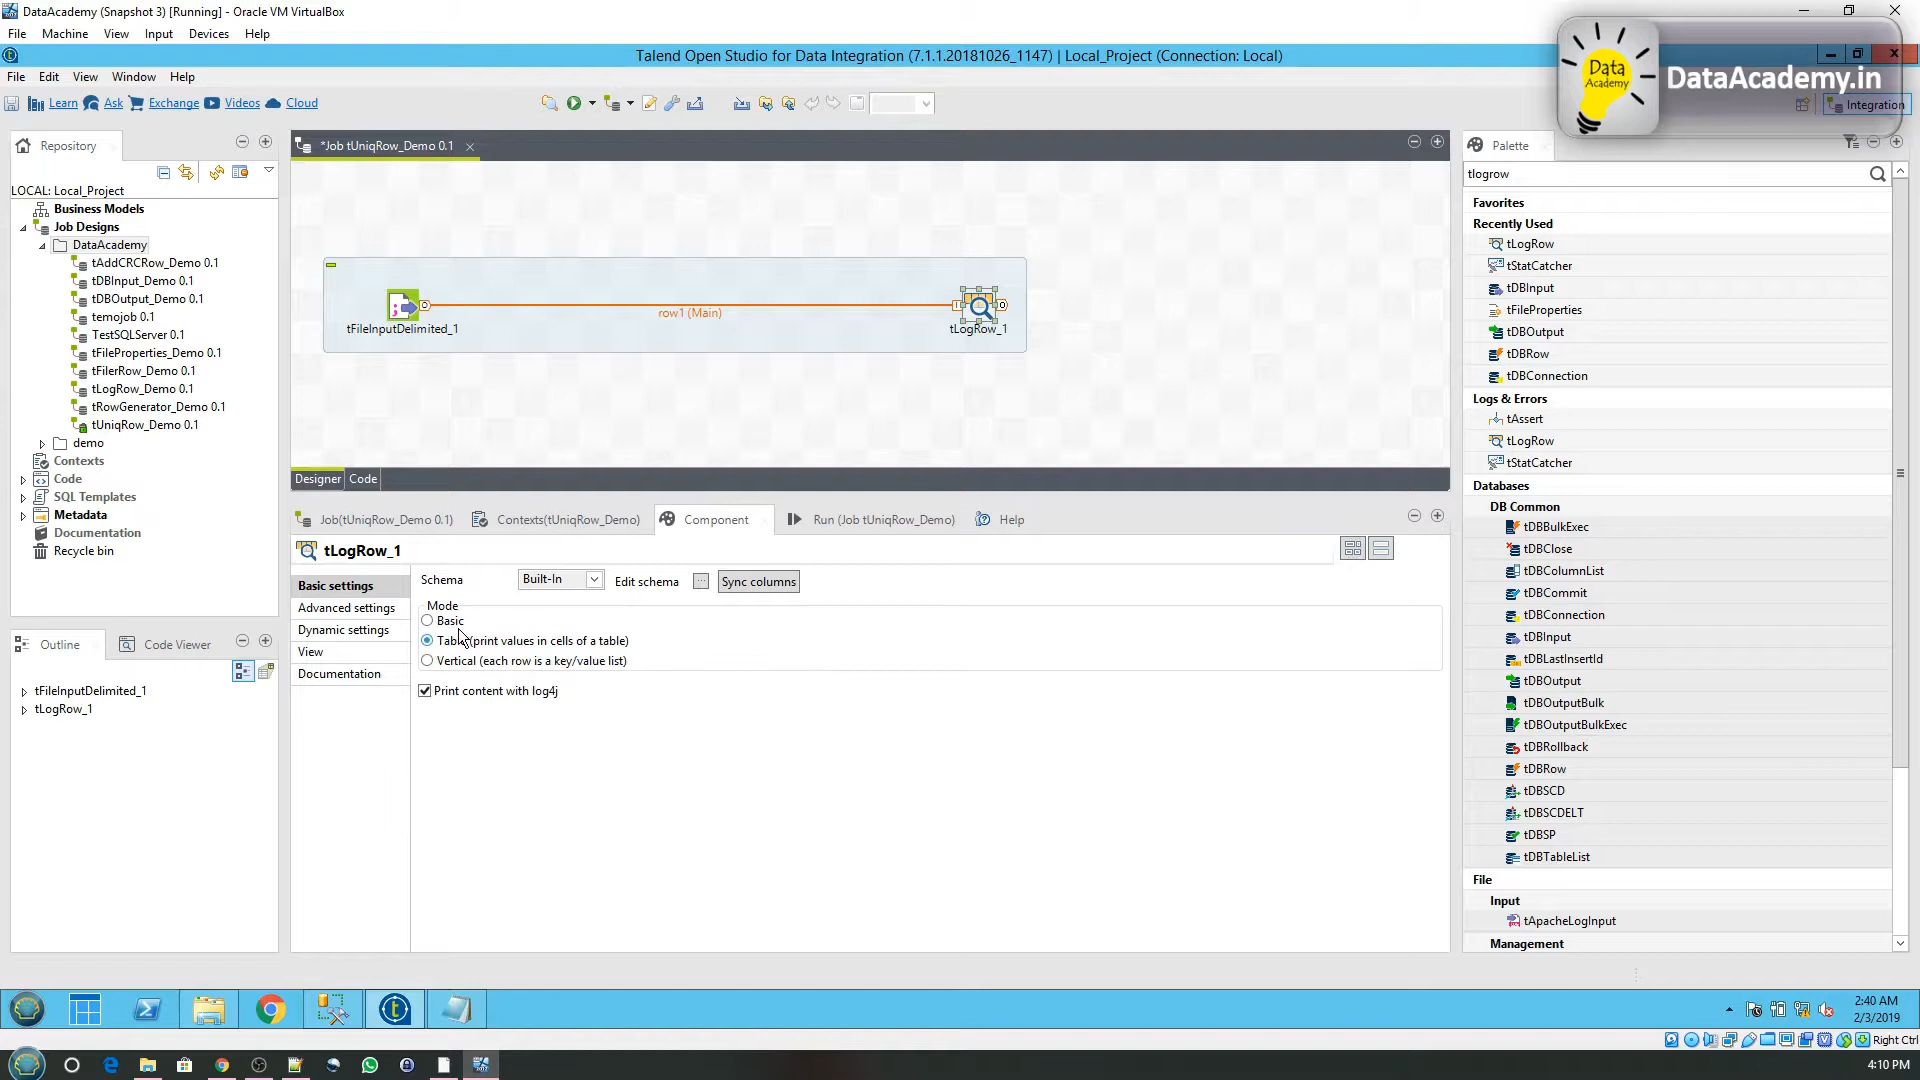 DataAcademy (Snapshot 3) [Running] - Oracle VM VirtualBox
File Machine View Input Devices Help
Talend Open Studio for Data Integration (7.1.1.20181026_1147) | Local_Project (Connection: Local)
Data Academy
DataAcademy.in
File Edit View Window Help
Learn Ask Exchange Videos Cloud
Integration
Repository
LOCAL: Local_Project
Business Models
Job Designs
DataAcademy
tAddCRCRow_Demo 0.1
tDBInput_Demo 0.1
tDBOutput_Demo 0.1
temojob 0.1
TestSQLServer 0.1
tFileProperties_Demo 0.1
tFilerRow_Demo 0.1
tLogRow_Demo 0.1
tRowGenerator_Demo 0.1
tUniqRow_Demo 0.1
demo
Contexts
Code
SQL Templates
Metadata
Documentation
Recycle bin
Outline
Code Viewer
tFileInputDelimited_1
tLogRow_1
*Job tUniqRow_Demo 0.1
row1 (Main)
tFileInputDelimited_1
tLogRow_1
Designer
Code
Job(tUniqRow_Demo 0.1)
Contexts(tUniqRow_Demo)
Component
Run (Job tUniqRow_Demo)
Help
tLogRow_1
Basic settings
Advanced settings
Dynamic settings
View
Documentation
Schema Built-In Edit schema ... Sync columns
Mode
Basic
Table (print values in cells of a table)
Vertical (each row is a key/value list)
Print content with log4j
Palette
tlogrow
Favorites
Recently Used
tLogRow
tStatCatcher
tDBInput
tFileProperties
tDBOutput
tDBRow
tDBConnection
Logs & Errors
tAssert
tLogRow
tStatCatcher
Databases
DB Common
tDBBulkExec
tDBClose
tDBColumnList
tDBCommit
tDBConnection
tDBInput
tDBLastInsertId
tDBOutput
tDBOutputBulk
tDBOutputBulkExec
tDBRollback
tDBRow
tDBSCD
tDBSCDELT
tDBSP
tDBTableList
File
Input
tApacheLogInput
Management
2:40 AM
2/3/2019
Right Ctrl
4:10 PM